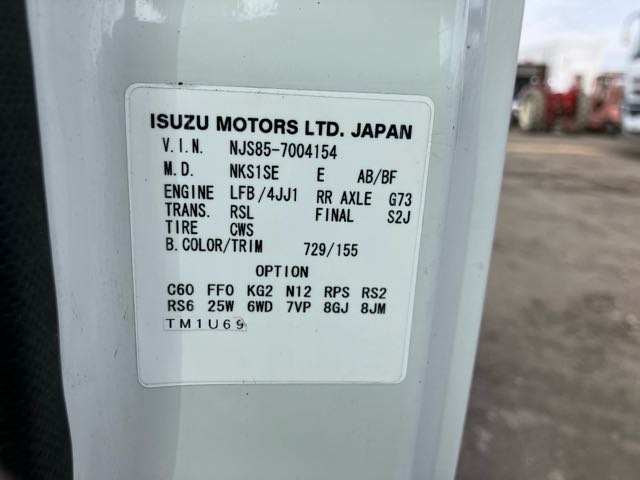 ISUZU MOTORS LTD. JAPAN
V.I.N. NJS85-7004154
M.D. NKS1SE E AB/BF
ENGINE LFB/4JJ1 RR AXLE G73
TRANS. RSL FINAL S2J
TIRE CWS
B.COLOR/TRIM 729/155
OPTION
C60 FF0 KG2 N12 RPS RS2
RS6 25W 6WD 7VP 8GJ 8JM
TM1U69